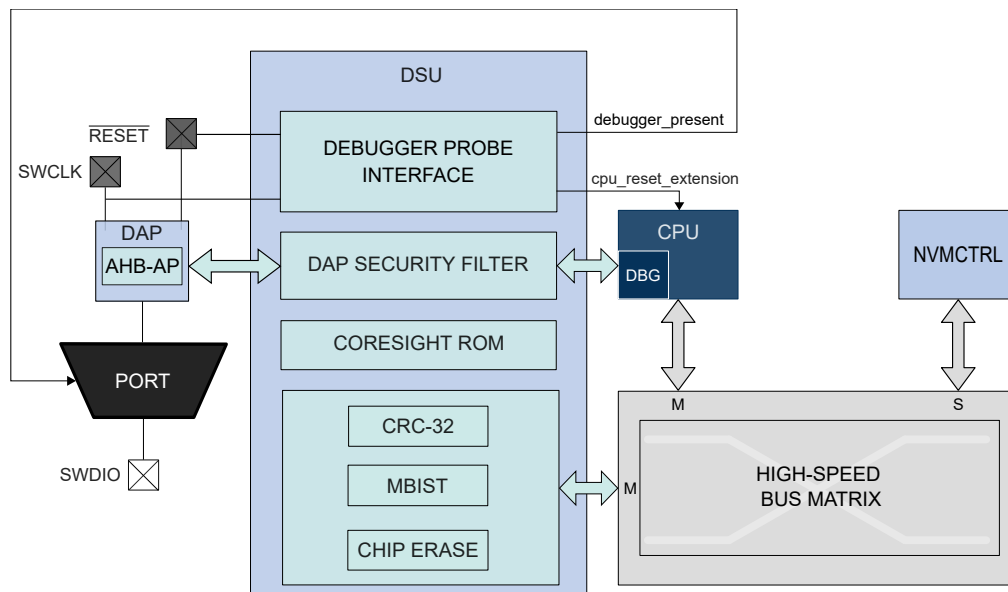 DSU
debugger_present
RESET
DEBUGGER PROBE
INTERFACE
SWCLK
cpu_reset_extension
DAP
CPU
AHB-AP
DAP SECURITY FILTER
DBG
NVMCTRL
CORESIGHT ROM
PORT
M
S
CRC-32
SWDIO
MBIST
M
HIGH-SPEED
BUS MATRIX
CHIP ERASE